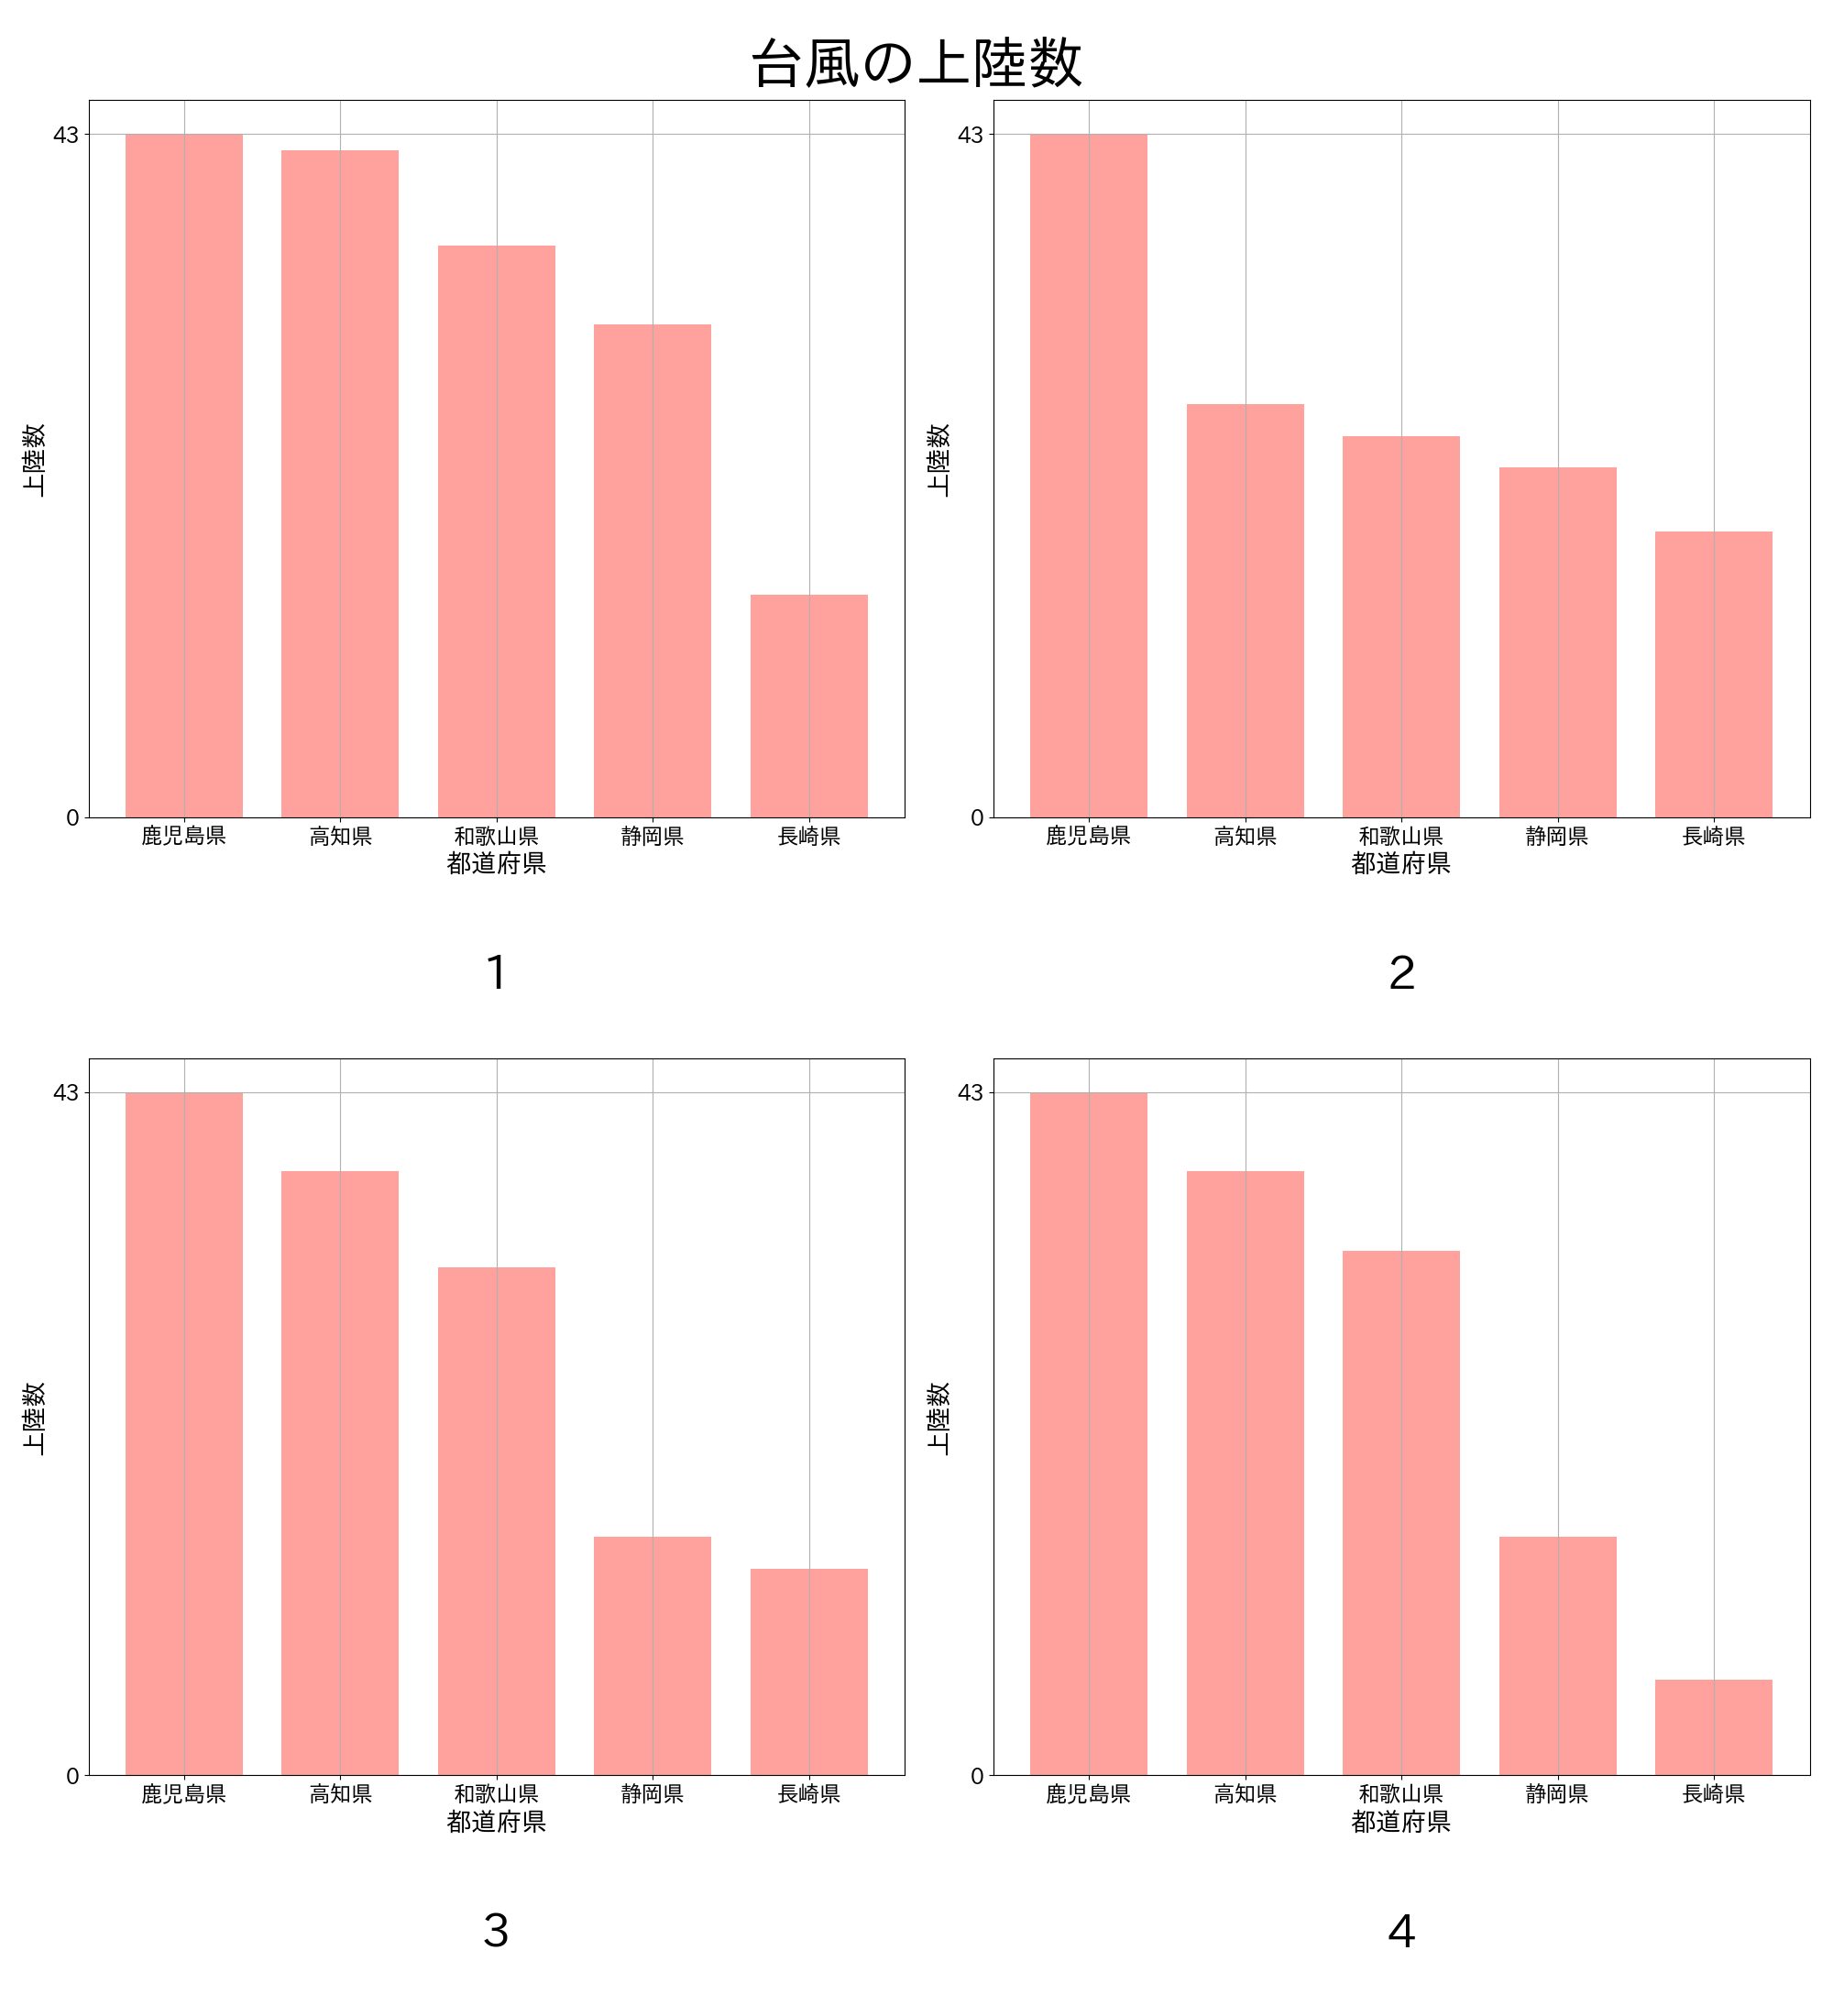 台風の上陸数
43
0
上陸数
鹿児島県 高知県 和歌山県 静岡県 長崎県
都道府県
1
43
0
上陸数
鹿児島県 高知県 和歌山県 静岡県 長崎県
都道府県
2
43
0
上陸数
鹿児島県 高知県 和歌山県 静岡県 長崎県
都道府県
3
43
0
上陸数
鹿児島県 高知県 和歌山県 静岡県 長崎県
都道府県
4